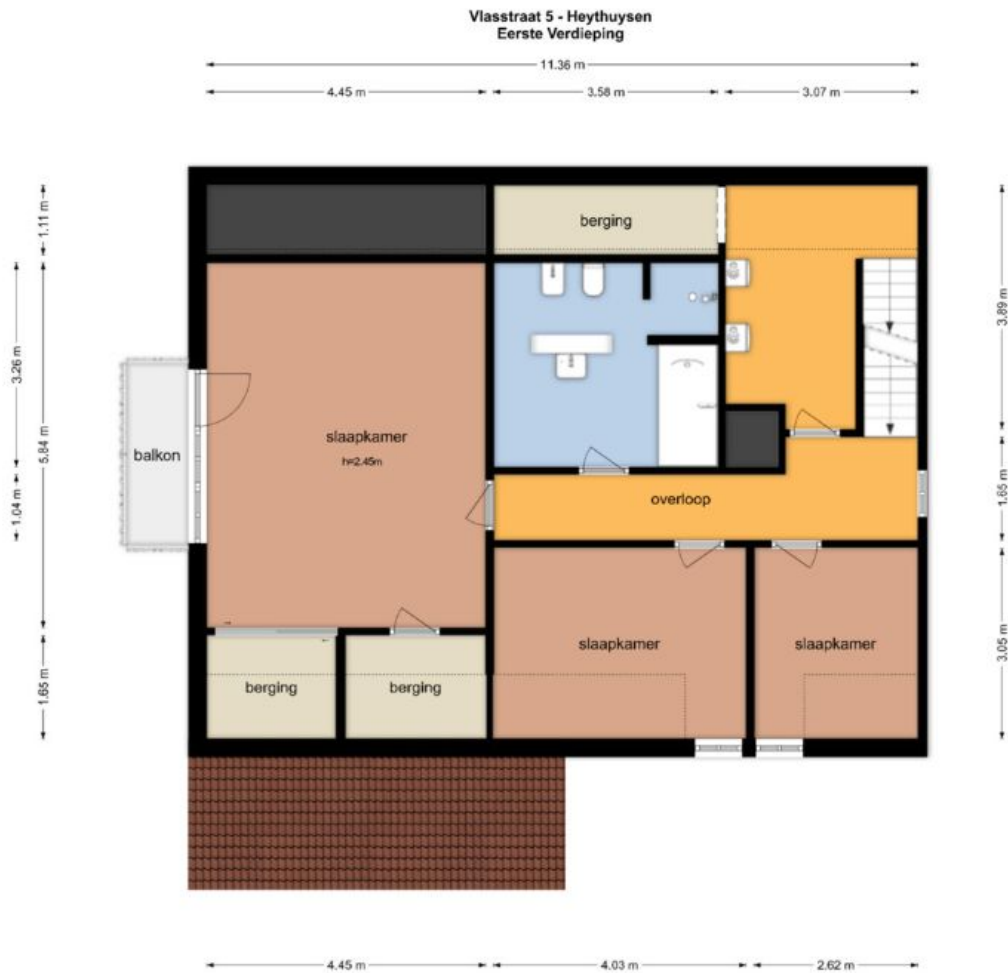 Vlasstraat 5 - Heythuysen
Eerste Verdieping
11.36 m
4.45 m
3.58 m
3.07 m
1.11 m
3.26 m
5.84 m
1.04 m
1.65 m
3.89 m
1.65 m
3.05 m
berging
slaapkamer
h=2.45m
balkon
overloop
slaapkamer
slaapkamer
berging
berging
4.45 m
4.03 m
2.62 m